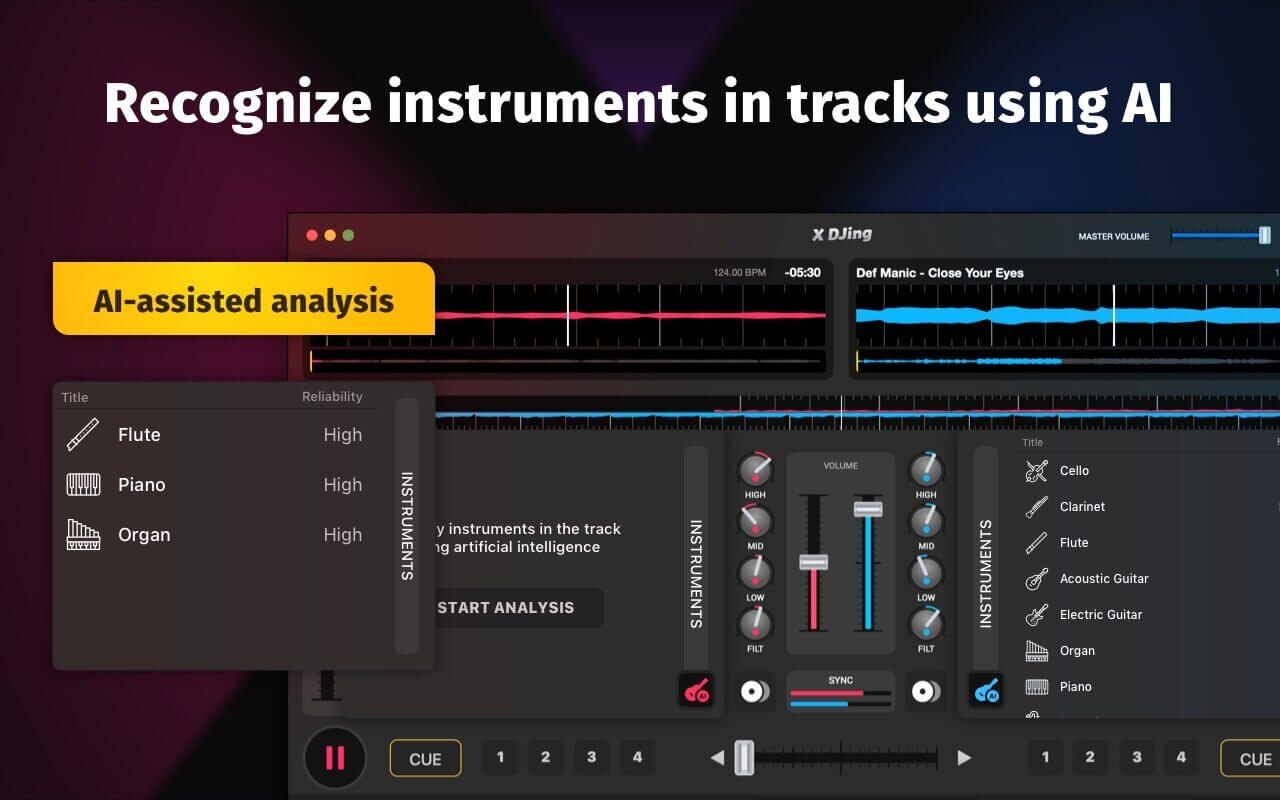 Recognize instruments in tracks using AI
X DJing
MASTER VOLUME
AI-assisted analysis
124.00 BPM
-05:30
Def Manic - Close Your Eyes
Title
Reliability
Flute
High
Piano
High
Organ
High
INSTRUMENTS
instruments in the track
artificial intelligence
START ANALYSIS
INSTRUMENTS
AI
HIGH
MID
LOW
FILT
VOLUME
SYNC
HIGH
MID
LOW
FILT
INSTRUMENTS
AI
Title
Cello
Clarinet
Flute
Acoustic Guitar
Electric Guitar
Organ
Piano
CUE
1
2
3
4
1
2
3
4
CUE